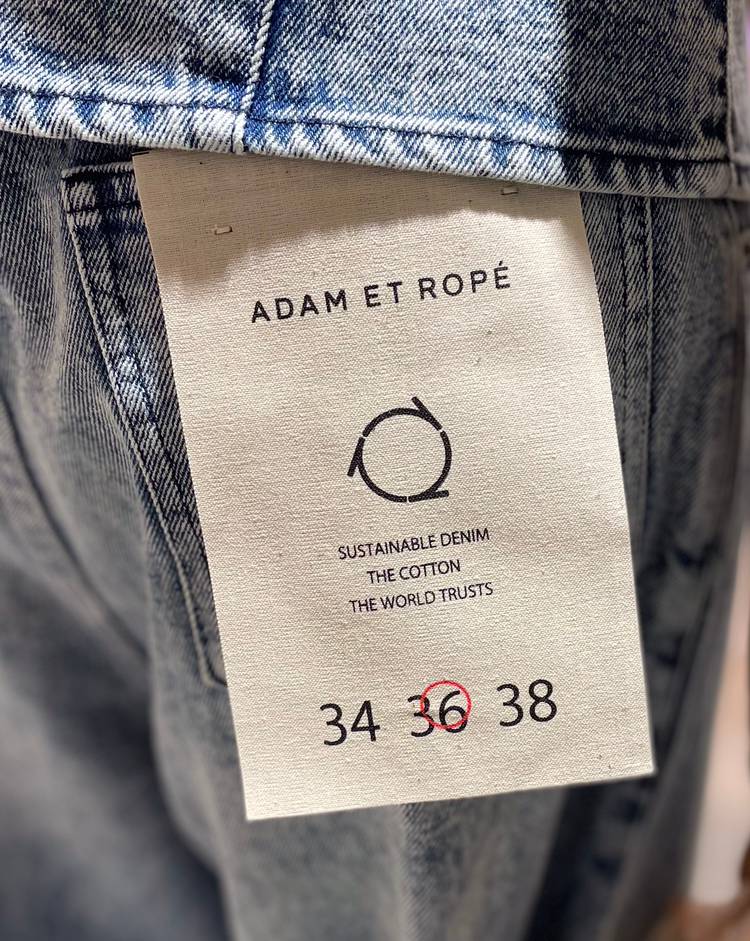 ADAM ET ROPÉ
SUSTAINABLE DENIM
THE COTTON
THE WORLD TRUSTS
34 36 38